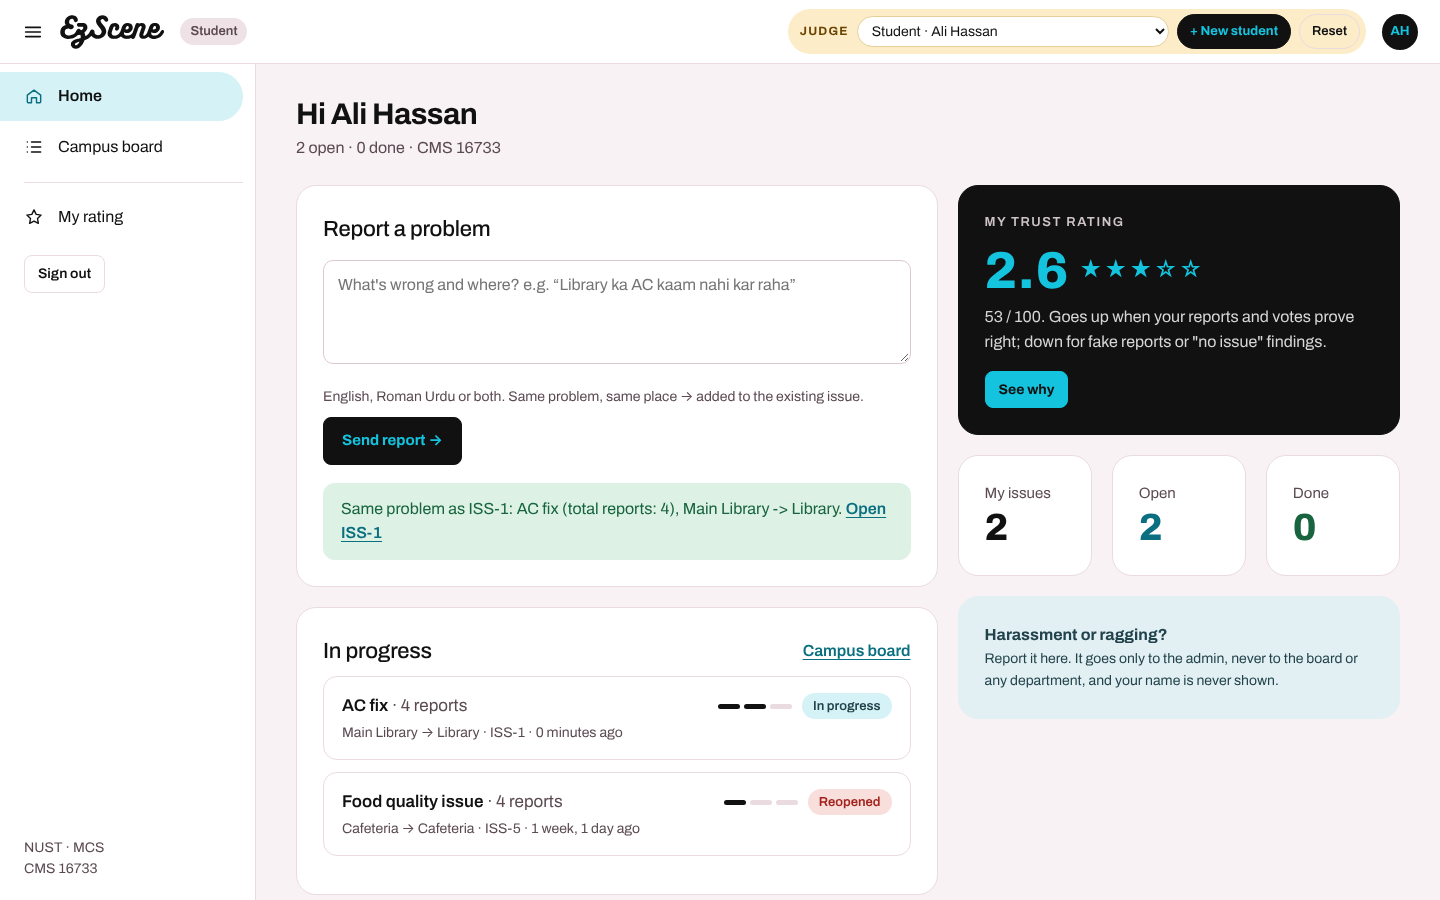 EzScene
Student
JUDGE
Student · Ali Hassan
+ New student
Reset
AH
Home
Campus board
My rating
Sign out
NUST · MCS
CMS 16733
Hi Ali Hassan
2 open · 0 done · CMS 16733
Report a problem
What's wrong and where? e.g. “Library ka AC kaam nahi kar raha”
English, Roman Urdu or both. Same problem, same place → added to the existing issue.
Send report →
Same problem as ISS-1: AC fix (total reports: 4), Main Library -> Library. Open
ISS-1
In progress
Campus board
AC fix · 4 reports
In progress
Main Library → Library · ISS-1 · 0 minutes ago
Food quality issue · 4 reports
Reopened
Cafeteria → Cafeteria · ISS-5 · 1 week, 1 day ago
MY TRUST RATING
2.6 ★★★☆☆
53 / 100. Goes up when your reports and votes prove
right; down for fake reports or "no issue" findings.
See why
My issues
2
Open
2
Done
0
Harassment or ragging?
Report it here. It goes only to the admin, never to the board or
any department, and your name is never shown.